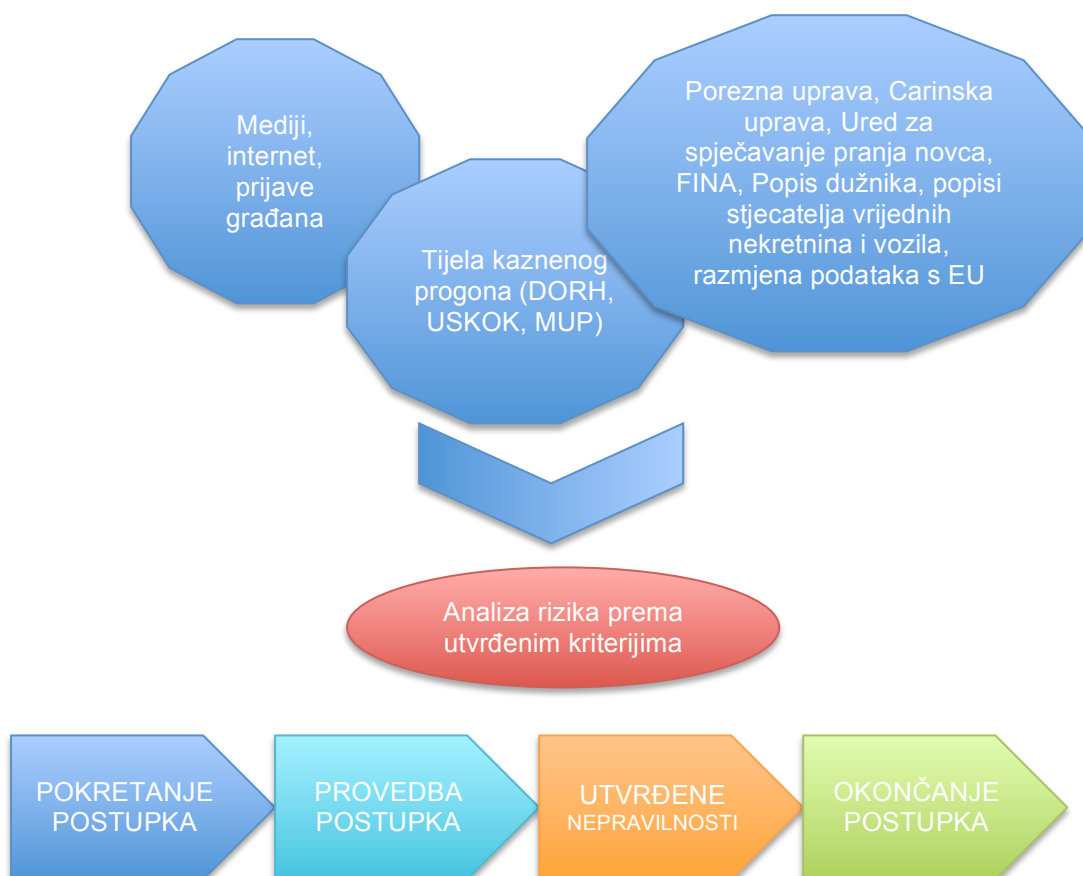 Mediji,
internet,
prijave
građana
Porezna uprava, Carinska
uprava, Ured za
spječavanje pranja novca,
FINA, Popis dužnika, popisi
stjecatelja vrijednih
nekretnina i vozila,
razmjena podataka s EU
Tijela kaznenog
progona (DORH,
USKOK, MUP)
Analiza rizika prema
utvrđenim kriterijima
POKRETANJE
POSTUPKA
PROVEDBA
POSTUPKA
UTVRĐENE
NEPRAVILNOSTI
OKONČANJE
POSTUPKA